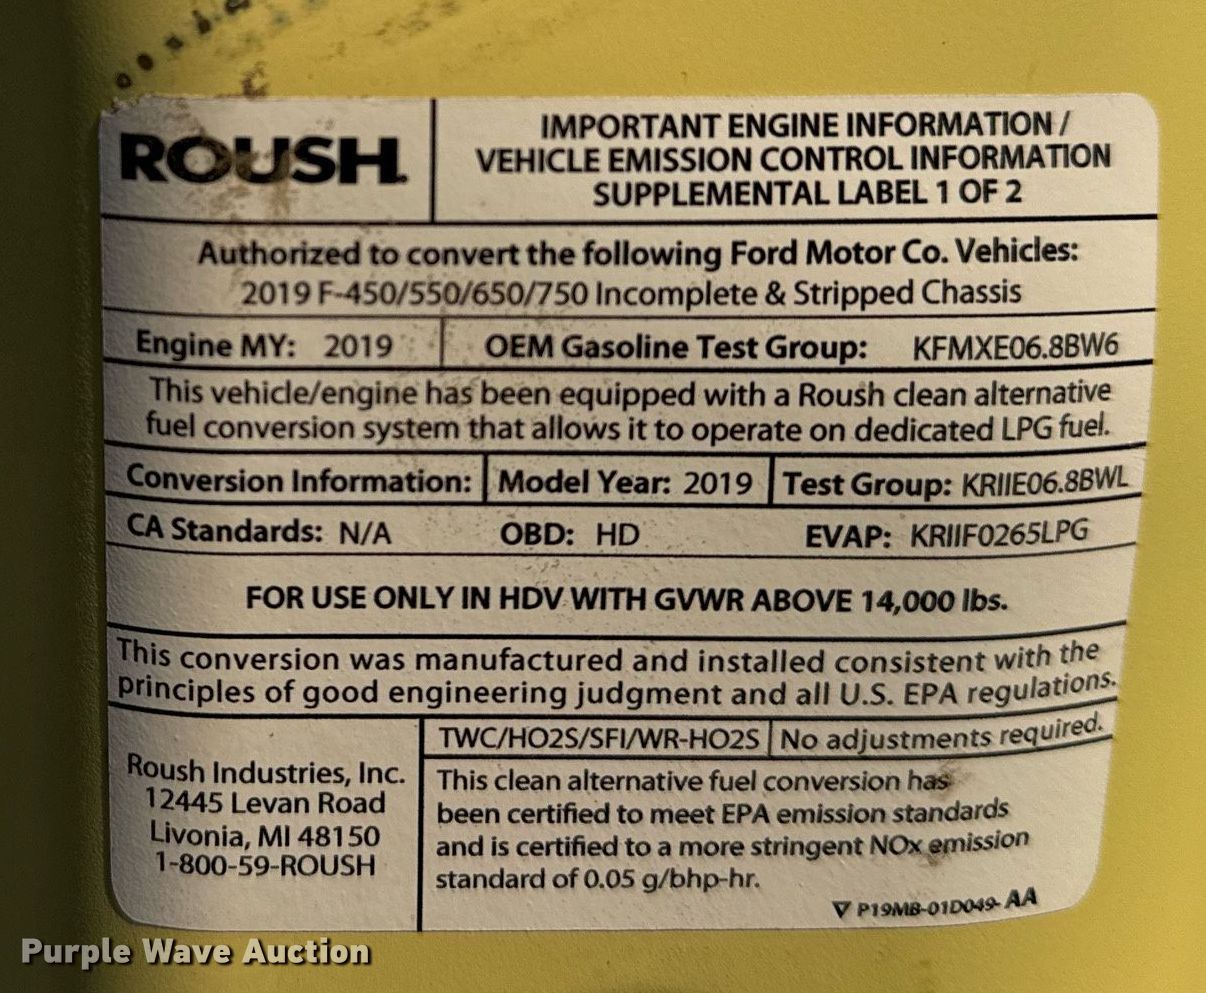 ROUSH
IMPORTANT ENGINE INFORMATION /
VEHICLE EMISSION CONTROL INFORMATION
SUPPLEMENTAL LABEL 1 OF 2
Authorized to convert the following Ford Motor Co. Vehicles:
2019 F-450/550/650/750 Incomplete & Stripped Chassis
Engine MY: 2019 OEM Gasoline Test Group: KFMXE06.8BW6
This vehicle/engine has been equipped with a Roush clean alternative
fuel conversion system that allows it to operate on dedicated LPG fuel.
Conversion Information: Model Year: 2019 Test Group: KRIIE06.8BWL
CA Standards: N/A OBD: HD EVAP: KRIIF0265LPG
FOR USE ONLY IN HDV WITH GVWR ABOVE 14,000 lbs.
This conversion was manufactured and installed consistent with the
principles of good engineering judgment and all U.S. EPA regulations.
Roush Industries, Inc.
12445 Levan Road
Livonia, MI 48150
1-800-59-ROUSH
TWC/HO2S/SFI/WR-HO2S No adjustments required.
This clean alternative fuel conversion has
been certified to meet EPA emission standards
and is certified to a more stringent NOx emission
standard of 0.05 g/bhp-hr.
P19MB-01D049-AA
Purple Wave Auction